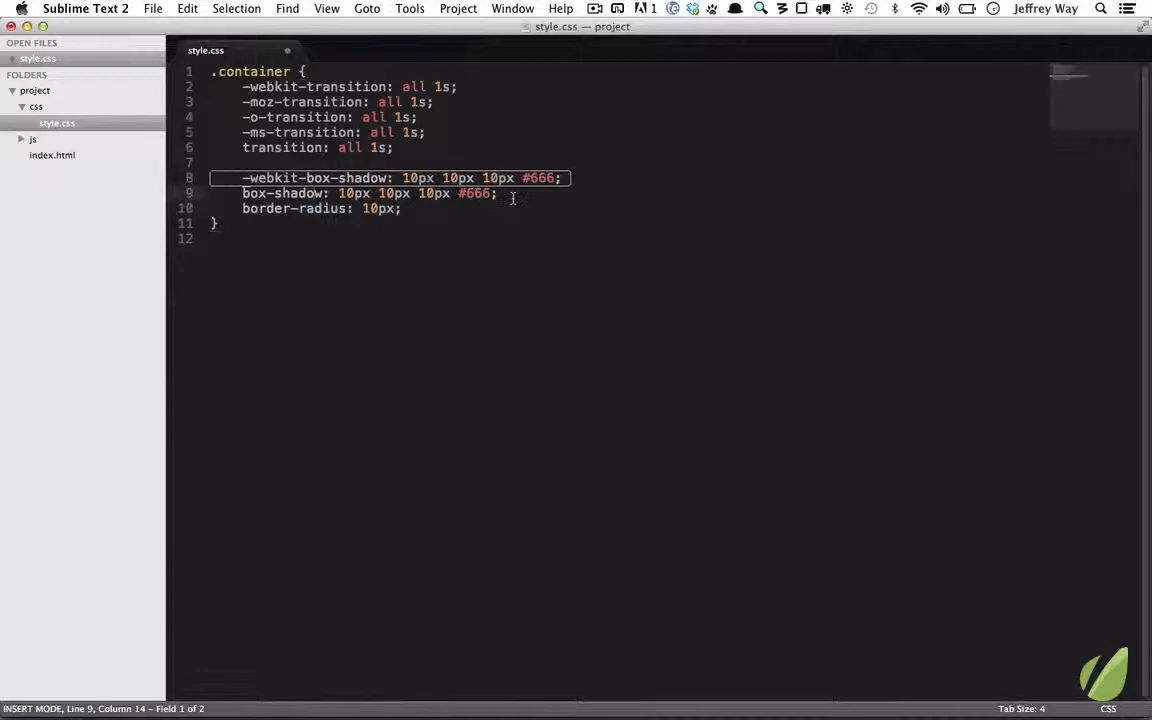 Sublime Text 2 File Edit Selection Find View Goto Tools Project Window Help 1 Jeffrey Way
style.css — project
OPEN FILES
style.css
FOLDERS
project
css
style.css
js
index.html
style.css
1 .container {
2 -webkit-transition: all 1s;
3 -moz-transition: all 1s;
4 -o-transition: all 1s;
5 -ms-transition: all 1s;
6 transition: all 1s;
7
8 -webkit-box-shadow: 10px 10px 10px #666;
9 box-shadow: 10px 10px 10px #666;
10 border-radius: 10px;
11 }
12
INSERT MODE, Line 9, Column 14 - Field 1 of 2 Tab Size: 4 CSS